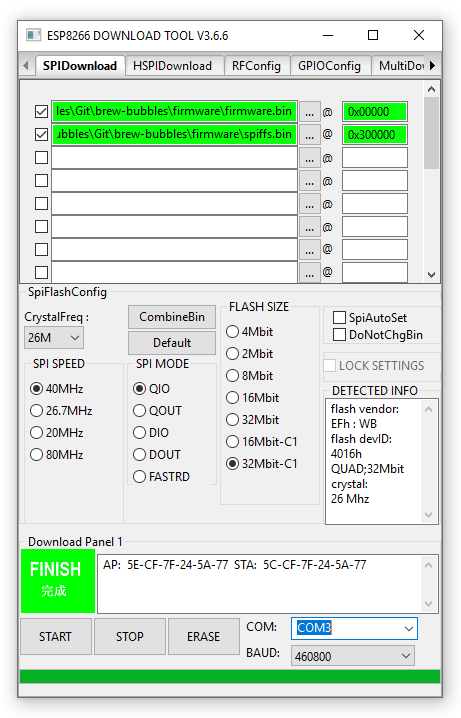 ESP8266 DOWNLOAD TOOL V3.6.6
SPIDownload HSPIDownload RFConfig GPIOConfig MultiDow
les\Git\brew-bubbles\firmware\firmware.bin ... @ 0x00000
ubbles\Git\brew-bubbles\firmware\spiffs.bin ... @ 0x300000
... @
... @
... @
... @
... @
... @
SpiFlashConfig
CrystalFreq :
26M
CombineBin
Default
SPI SPEED
40MHz
26.7MHz
20MHz
80MHz
SPI MODE
QIO
QOUT
DIO
DOUT
FASTRD
FLASH SIZE
4Mbit
2Mbit
8Mbit
16Mbit
32Mbit
16Mbit-C1
32Mbit-C1
SpiAutoSet
DoNotChgBin
LOCK SETTINGS
DETECTED INFO
flash vendor:
EFh : WB
flash devID:
4016h
QUAD;32Mbit
crystal:
26 Mhz
Download Panel 1
FINISH
完成
AP: 5E-CF-7F-24-5A-77 STA: 5C-CF-7F-24-5A-77
START STOP ERASE
COM: COM3
BAUD: 460800